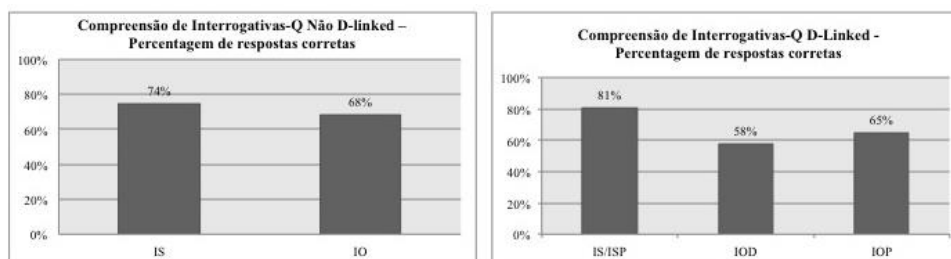 Compreensão de Interrogativas-Q Não D-linked –
Percentagem de respostas corretas
100%
80%
60%
40%
20%
0%
74%
68%
IS
IO
Compreensão de Interrogativas-Q D-Linked -
Percentagem de respostas corretas
100%
80%
60%
40%
20%
0%
81%
58%
65%
IS/ISP
IOD
IOP